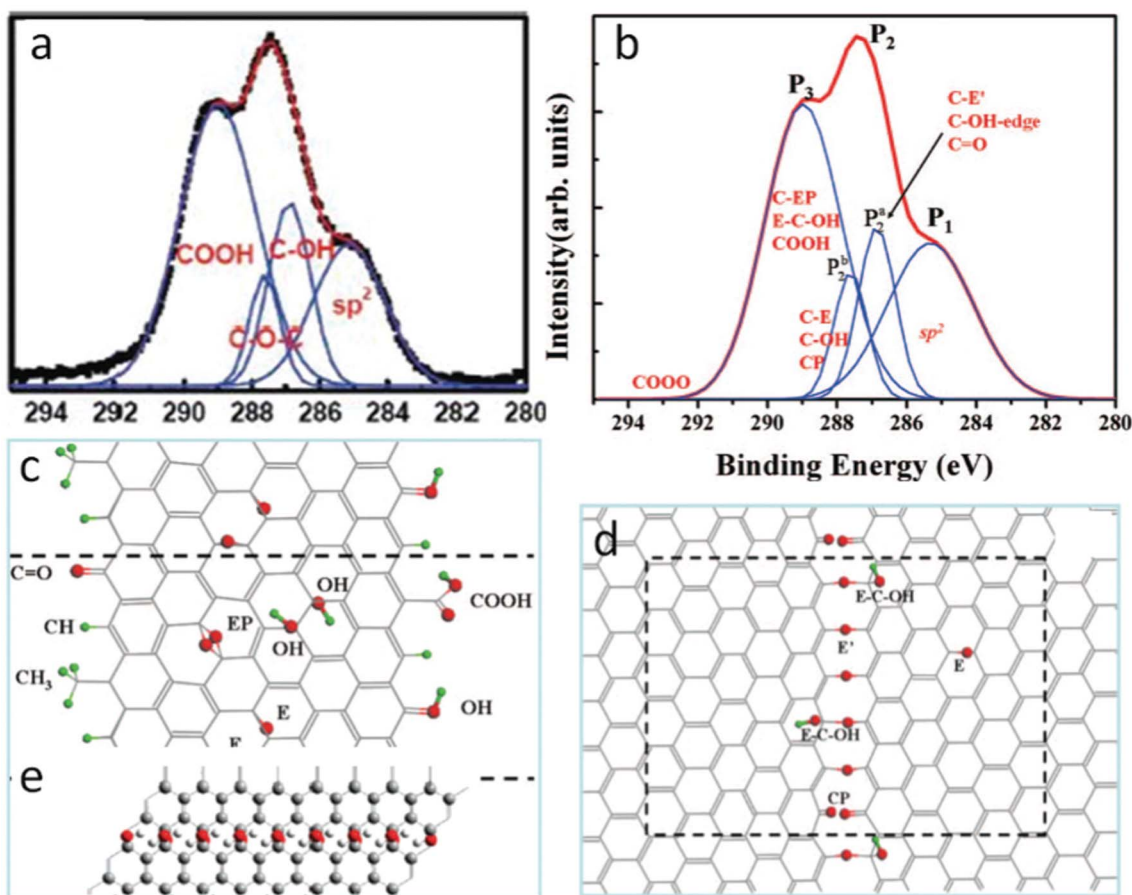 a
COOH
C-OH
C-O-C
sp²
294 292 290 288 286 284 282 280
b
Intensity(arb. units)
P₃
P₂
P₁
C-E'
C-OH-edge
C=O
C-EP
E-C-OH
COOH
P₂ᵃ
P₂ᵇ
C-E
C-OH
CP
sp²
COOO
294 292 290 288 286 284 282 280
Binding Energy (eV)
c
C=O
OH
COOH
EP
CH
OH
CH₃
E
OH
e
d
E-C-OH
E'
E
E-C-OH
CP